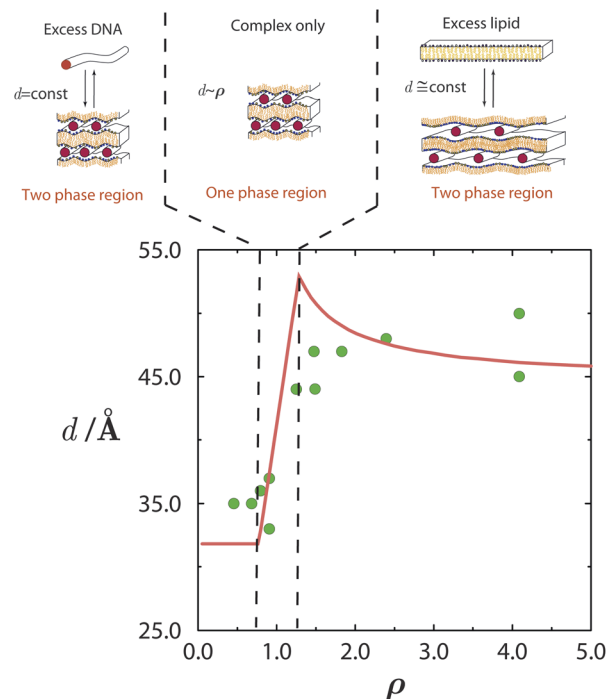 Excess DNA
Complex only
Excess lipid
d=const
d~ρ
d ≅const
Two phase region
One phase region
Two phase region
55.0
45.0
d /Å
35.0
25.0
0.0 1.0 2.0 3.0 4.0 5.0
ρ